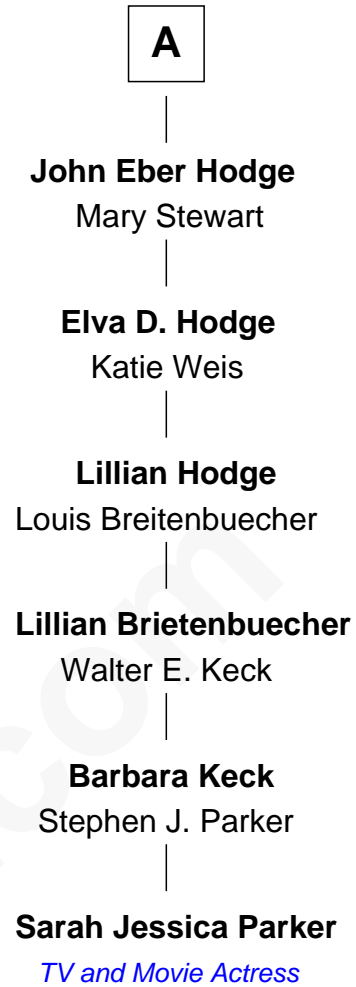 A
John Eber Hodge
Mary Stewart
Elva D. Hodge
Katie Weis
Lillian Hodge
Louis Breitenbuecher
Lillian Brietenbuecher
Walter E. Keck
Barbara Keck
Stephen J. Parker
Sarah Jessica Parker
TV and Movie Actress